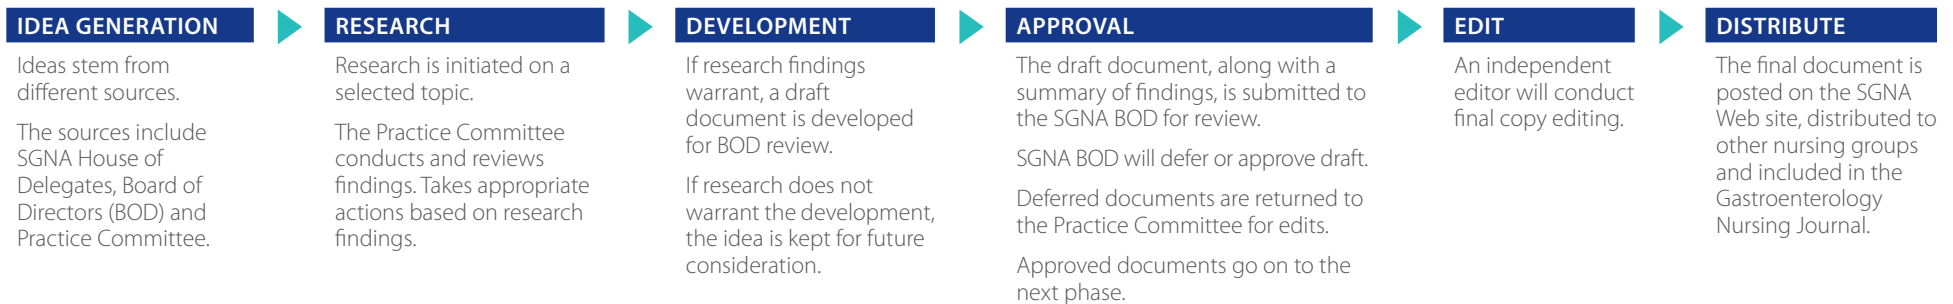 IDEA GENERATION
Ideas stem from
different sources.
The sources include
SGNA House of
Delegates, Board of
Directors (BOD) and
Practice Committee.
RESEARCH
Research is initiated on a
selected topic.
The Practice Committee
conducts and reviews
findings. Takes appropriate
actions based on research
findings.
DEVELOPMENT
If research findings
warrant, a draft
document is developed
for BOD review.
If research does not
warrant the development,
the idea is kept for future
consideration.
APPROVAL
The draft document, along with a
summary of findings, is submitted to
the SGNA BOD for review.
SGNA BOD will defer or approve draft.
Deferred documents are returned to
the Practice Committee for edits.
Approved documents go on to the
next phase.
EDIT
An independent
editor will conduct
final copy editing.
DISTRIBUTE
The final document is
posted on the SGNA
Web site, distributed to
other nursing groups
and included in the
Gastroenterology
Nursing Journal.